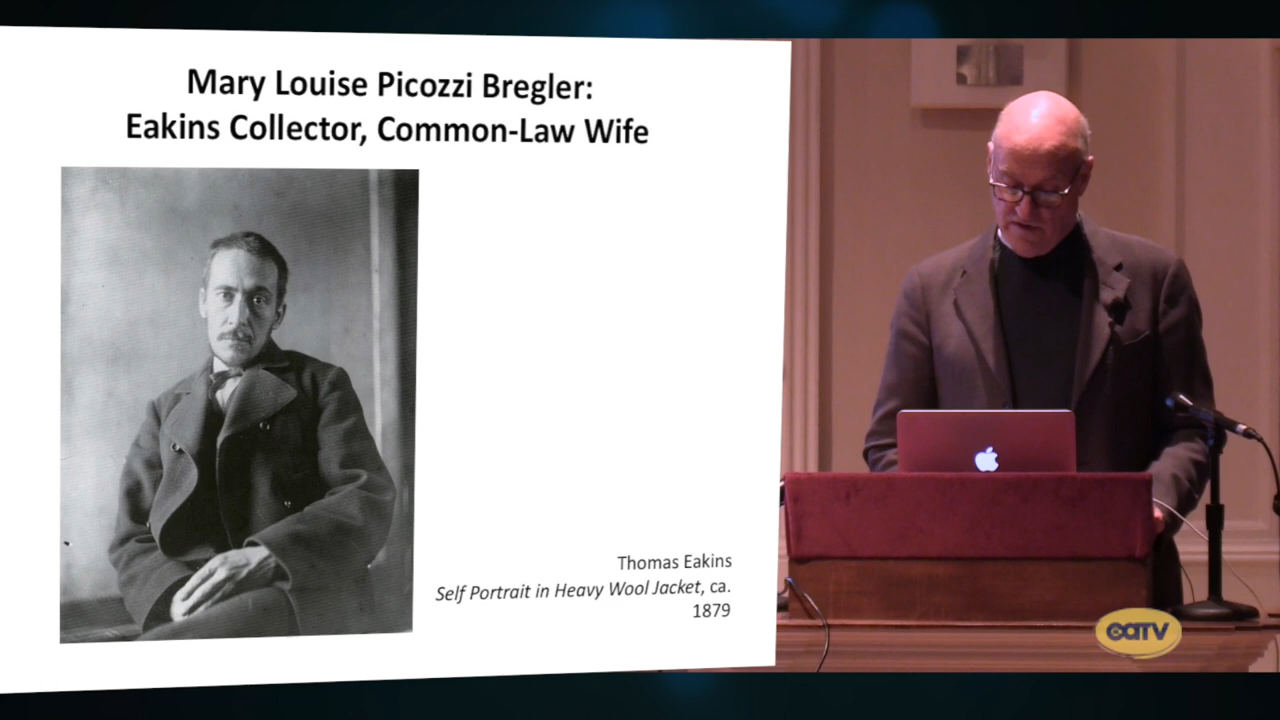 Mary Louise Picozzi Bregler:
Eakins Collector, Common-Law Wife
Thomas Eakins
Self Portrait in Heavy Wool Jacket, ca.
1879
CATV